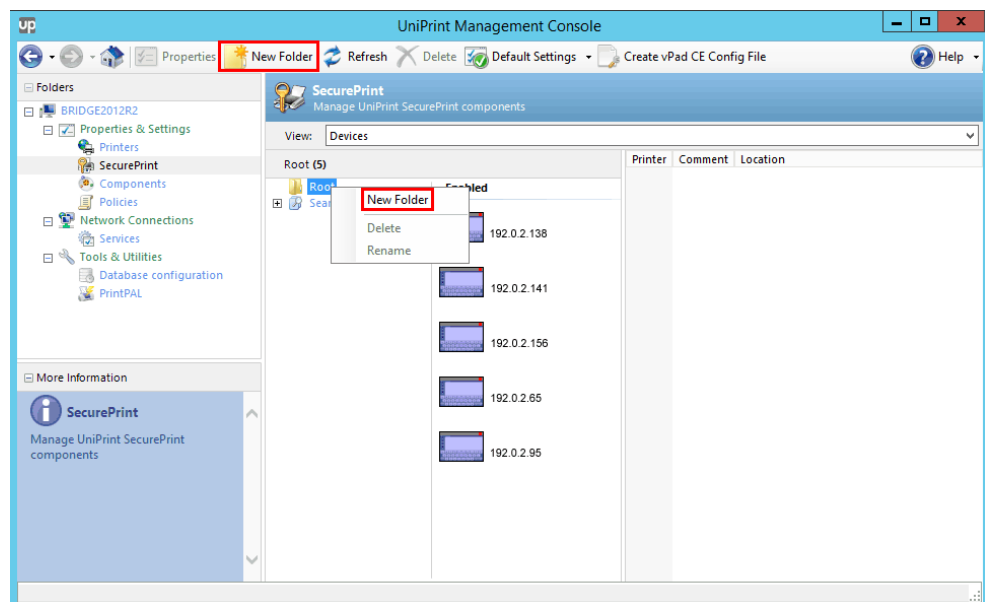 UP
UniPrint Management Console
Properties New Folder Refresh Delete Default Settings Create vPad CE Config File Help
Folders
BRIDGE2012R2
Properties & Settings
Printers
SecurePrint
Components
Policies
Network Connections
Services
Tools & Utilities
Database configuration
PrintPAL
More Information
SecurePrint
Manage UniPrint SecurePrint
components
SecurePrint
Manage UniPrint SecurePrint components
View: Devices
Root (5)
Root
New Folder
Delete
Rename
192.0.2.138
192.0.2.141
192.0.2.156
192.0.2.65
192.0.2.95
Printer Comment Location